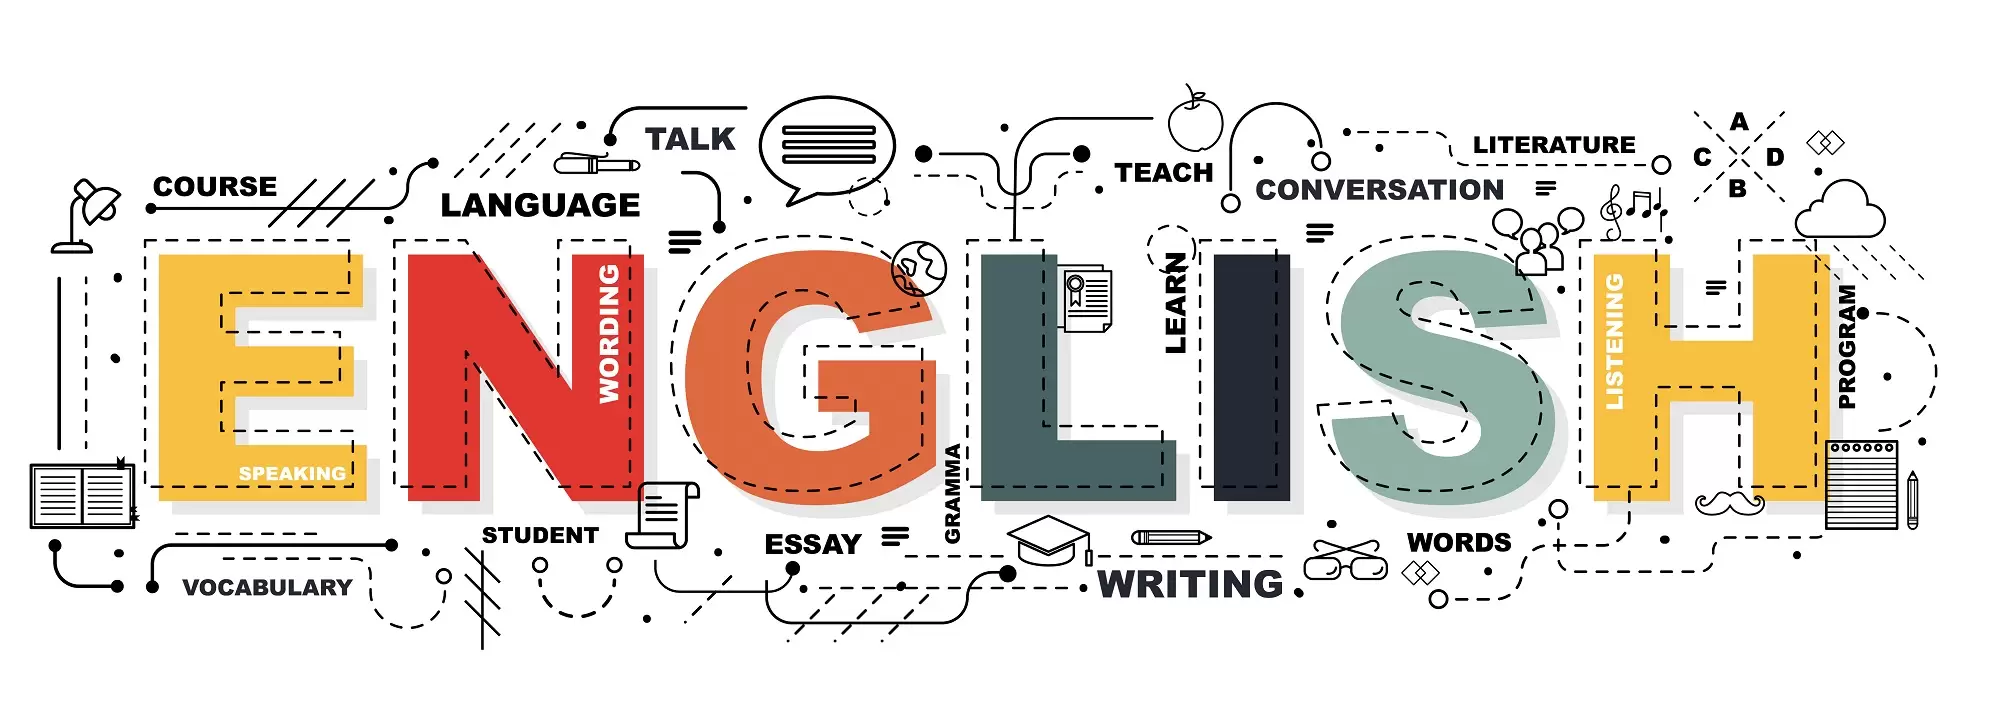 COURSE
LANGUAGE
TALK
TEACH
CONVERSATION
LITERATURE
A
C
D
B
ENGLISH
WORDING
SPEAKING
LEARN
LISTENING
PROGRAM
GRAMMA
VOCABULARY
STUDENT
ESSAY
WRITING
WORDS